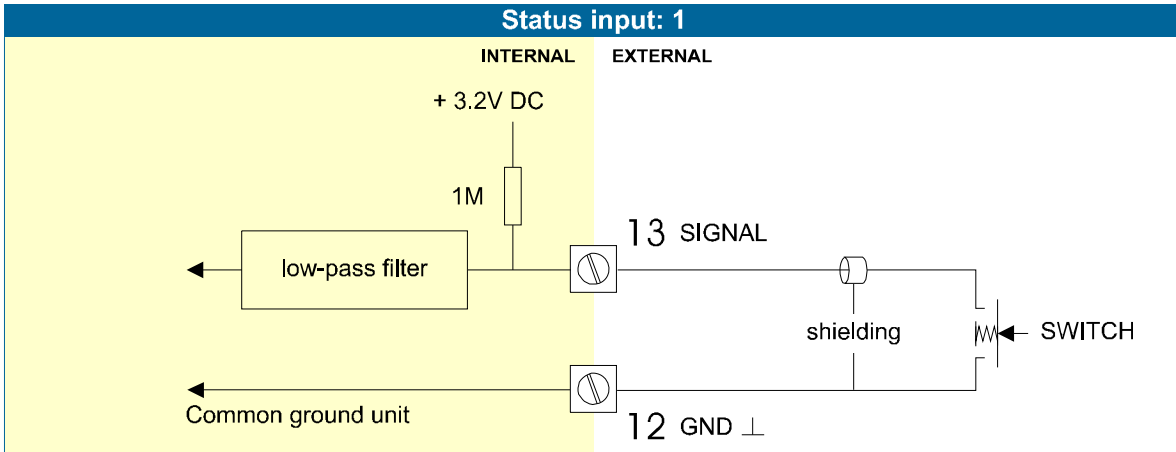 Status input: 1
INTERNAL EXTERNAL
+ 3.2V DC
1M
13 SIGNAL
low-pass filter
shielding
SWITCH
Common ground unit
12 GND ⊥